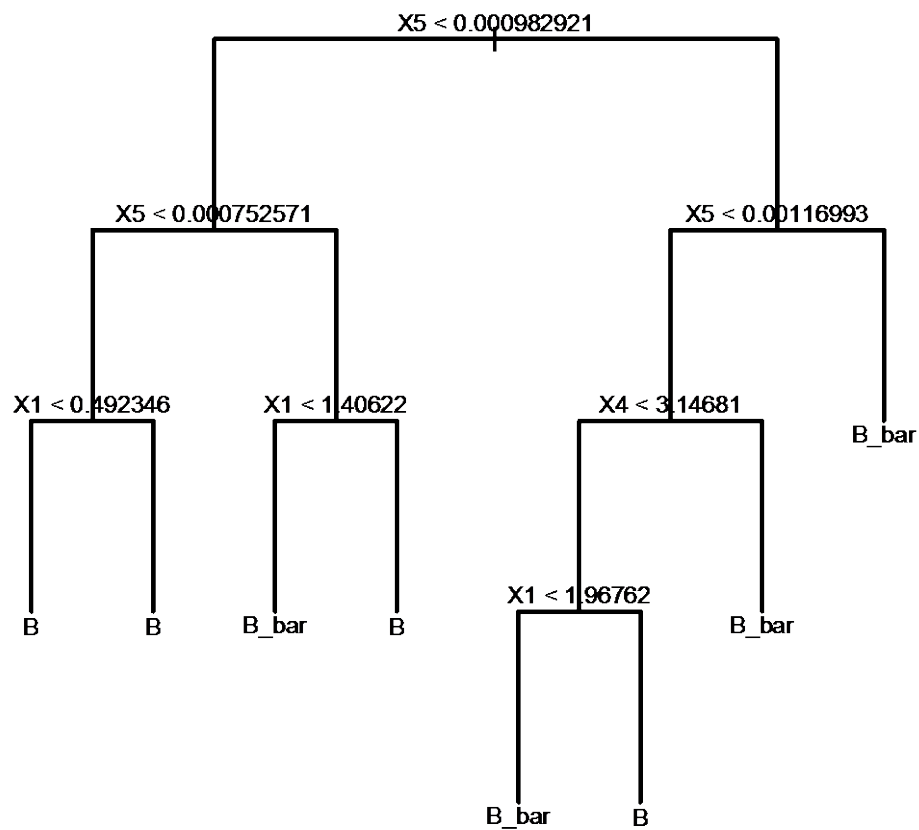 X5 < 0.000982921
X5 < 0.000752571
X5 < 0.00116993
X1 < 0.492346
X1 < 1.40622
X4 < 3.14681
B_bar
X1 < 1.96762
B
B
B_bar
B
B_bar
B_bar
B